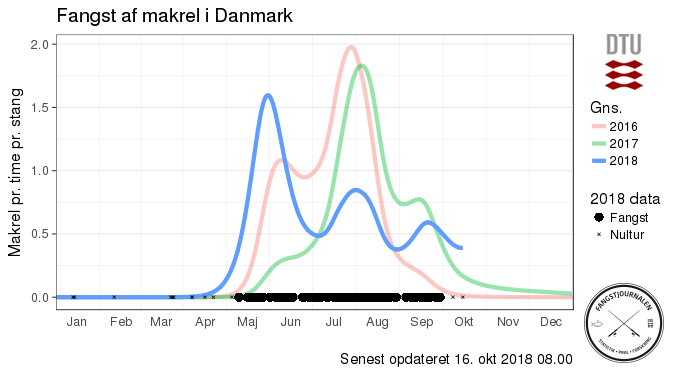 Fangst af makrel i Danmark
Makrel pr. time pr. stang
2.0
1.5
1.0
0.5
0.0
Jan Feb Mar Apr Maj Jun Jul Aug Sep Okt Nov Dec
Senest opdateret 16. okt 2018 08.00
DTU
Gns.
2016
2017
2018
2018 data
Fangst
Nultur
FANGSTJOURNALEN